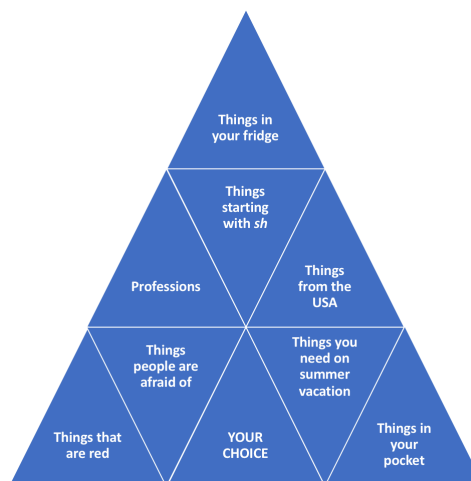 Things in
your fridge
Things
starting
with sh
Professions
Things
from the
USA
Things
people are
afraid of
Things you
need on
summer
vacation
Things that
are red
YOUR
CHOICE
Things in
your
pocket